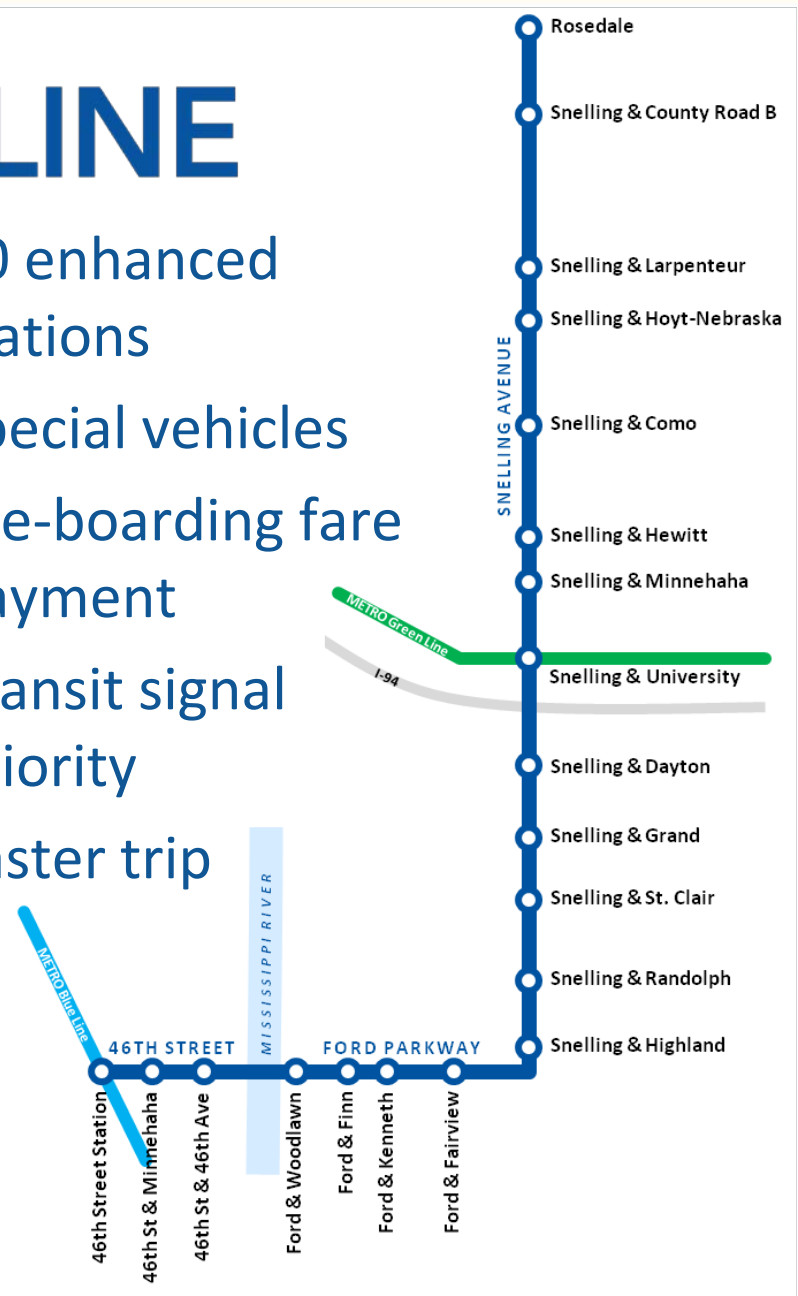 LINE
0 enhanced
ations
pecial vehicles
e-boarding fare
ayment
ansit signal
iority
aster trip
Rosedale
Snelling & County Road B
Snelling & Larpenteur
Snelling & Hoyt-Nebraska
SNELLING AVENUE
Snelling & Como
Snelling & Hewitt
Snelling & Minnehaha
METRO Green Line
I-94
Snelling & University
Snelling & Dayton
Snelling & Grand
Snelling & St. Clair
Snelling & Randolph
Snelling & Highland
METRO Blue Line
MISSISSIPPI RIVER
46TH STREET
FORD PARKWAY
46th Street Station
46th St & Minnehaha
46th St & 46th Ave
Ford & Woodlawn
Ford & Finn
Ford & Kenneth
Ford & Fairview